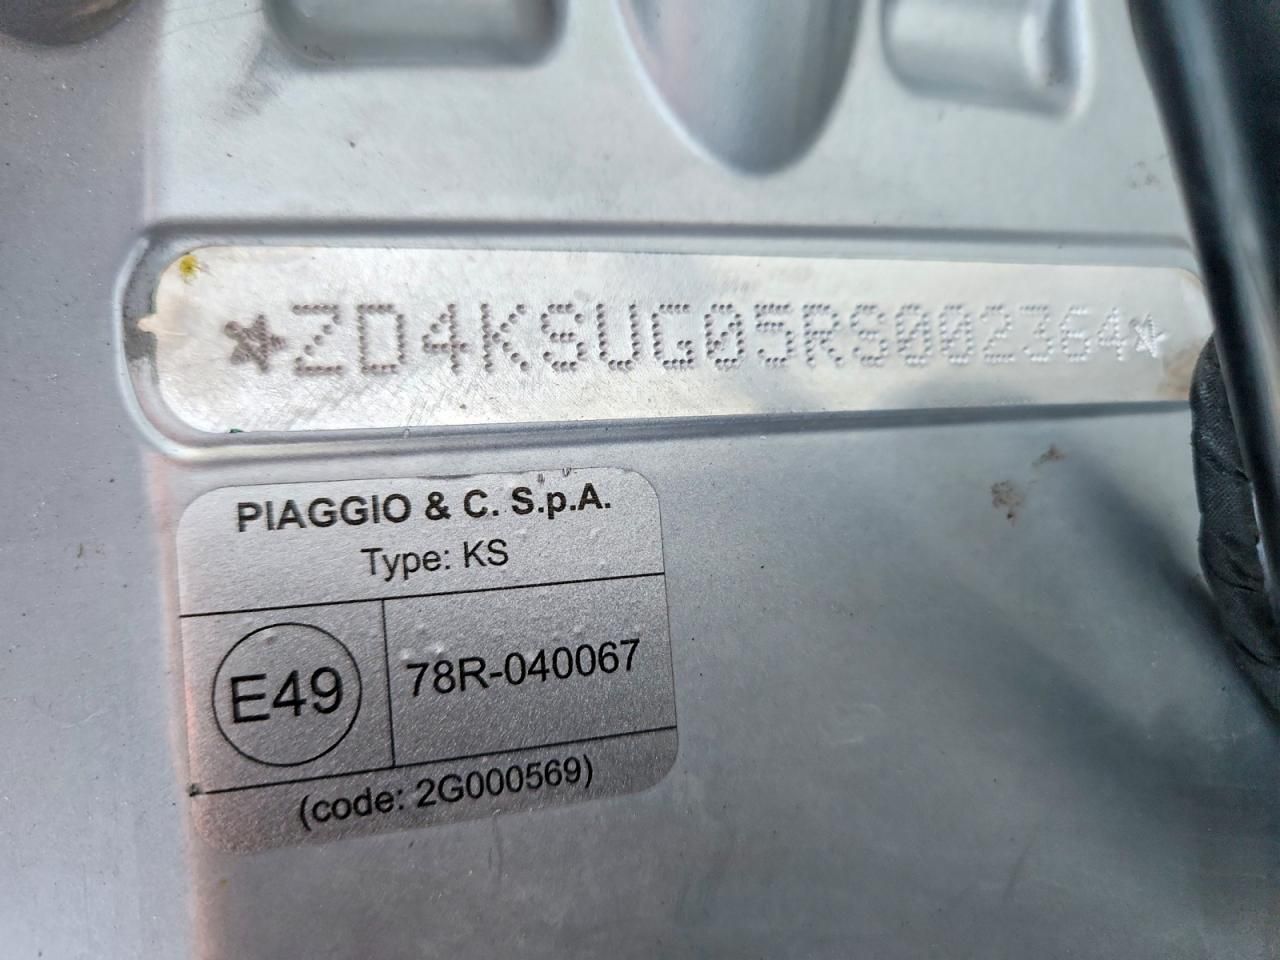 *ZD4KSUG05RS002364*
PIAGGIO & C. S.p.A.
Type: KS
E49
78R-040067
(code: 2G000569)